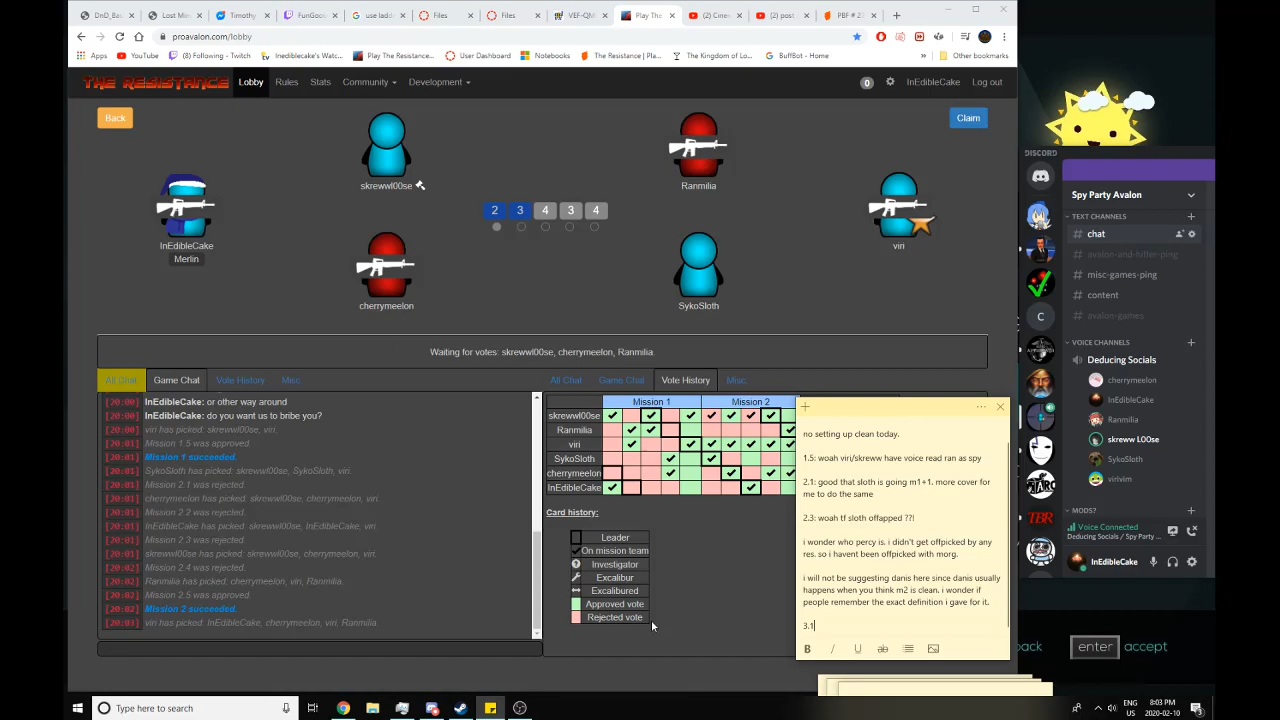 DnD_Ba
Lost Min
Timothy
FunGoo
use ladd
Files
Files
VEF-QM
Play The
(2) Cine
(2) post
PBF # 2
proavalon.com/lobby
Apps
YouTube
(8) Following - Twitch
Inediblecake's Watc...
Play The Resistance...
User Dashboard
Notebooks
The Resistance | Pla...
The Kingdom of Lo...
BuffBot - Home
Other bookmarks
THE RESISTANCE
Lobby
Rules
Stats
Community
Development
0
InEdibleCake
Log out
Back
Claim
skrewwl00se
Ranmilia
InEdibleCake
Merlin
2 3 4 3 4
viri
cherrymeelon
SykoSloth
Waiting for votes: skrewwl00se, cherrymeelon, Ranmilia.
All Chat
Game Chat
Vote History
Misc
[20:00] InEdibleCake: or other way around
[20:00] InEdibleCake: do you want us to bribe you?
[20:00] viri has picked: skrewwl00se, viri.
[20:01] Mission 1.5 was approved.
[20:01] Mission 1 succeeded.
[20:01] SykoSloth has picked: skrewwl00se, SykoSloth, viri.
[20:01] Mission 2.1 was rejected.
[20:01] cherrymeelon has picked: skrewwl00se, cherrymeelon, viri.
[20:01] Mission 2.2 was rejected.
[20:01] InEdibleCake has picked: skrewwl00se, InEdibleCake, viri.
[20:01] Mission 2.3 was rejected.
[20:01] skrewwl00se has picked: skrewwl00se, cherrymeelon, viri.
[20:02] Mission 2.4 was rejected.
[20:02] Ranmilia has picked: cherrymeelon, viri, Ranmilia.
[20:02] Mission 2.5 was approved.
[20:02] Mission 2 succeeded.
[20:03] viri has picked: InEdibleCake, cherrymeelon, viri, Ranmilia.
All Chat
Game Chat
Vote History
Misc
Mission 1
Mission 2
skrewwl00se
Ranmilia
viri
SykoSloth
cherrymeelon
InEdibleCake
Card history:
Leader
On mission team
Investigator
Excalibur
Excalibured
Approved vote
Rejected vote
no setting up clean today.
1.5: woah viri/skreww have voice read ran as spy
2.1: good that sloth is going m1+1. more cover for
me to do the same
2.3: woah tf sloth offapped ??!
i wonder who percy is. i didn't get offpicked by any
res. so i havent been offpicked with morg.
i will not be suggesting danis here since danis usually
happens when you think m2 is clean. i wonder if
people remember the exact definition i gave for it.
3.1
DISCORD
Spy Party Avalon
TEXT CHANNELS
chat
avalon-and-hitler-ping
misc-games-ping
content
avalon-games
VOICE CHANNELS
Deducing Socials
cherrymeelon
InEdibleCake
Ranmilia
skreww LOOse
SykoSloth
virivim
MODS?
Voice Connected
Deducing Socials / Spy Party ...
InEdibleCake
C
TBR
back
enter
accept
Type here to search
ENG
US
8:03 PM
2020-02-10